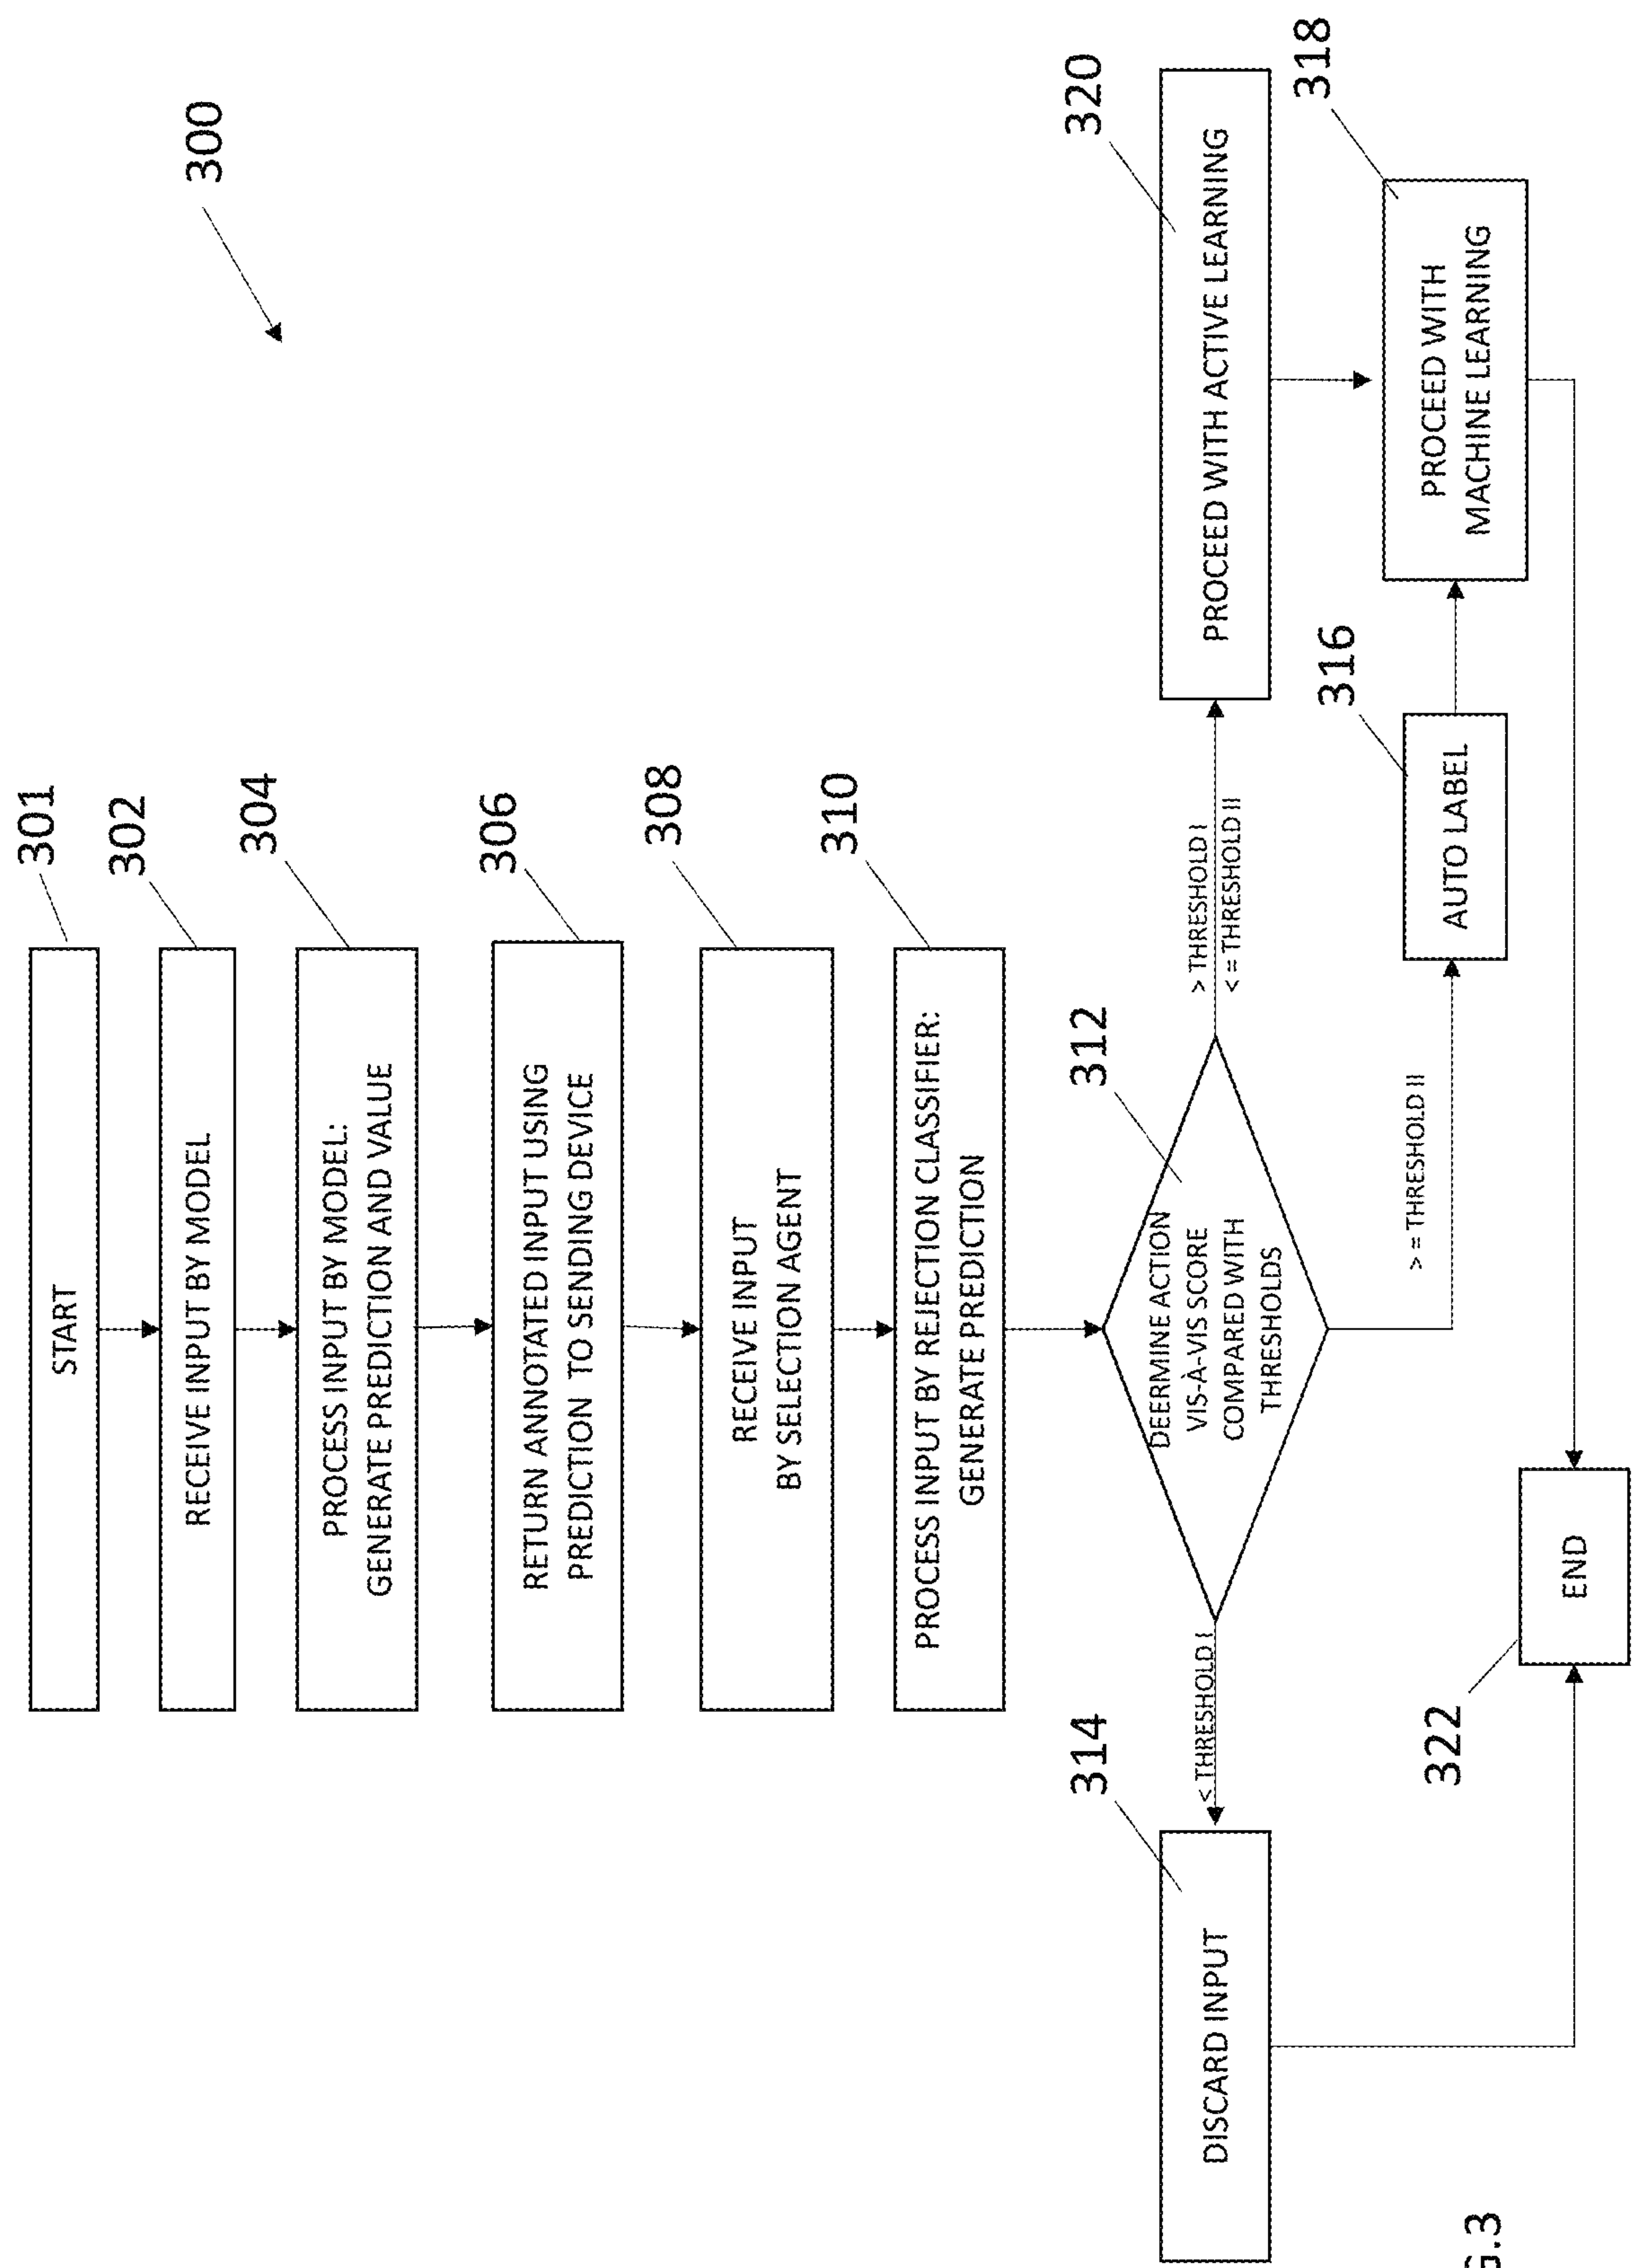 300
301
START
302
RECEIVE INPUT BY MODEL
304
PROCESS INPUT BY MODEL:
GENERATE PREDICTION AND VALUE
306
RETURN ANNOTATED INPUT USING
PREDICTION TO SENDING DEVICE
308
RECEIVE INPUT
BY SELECTION AGENT
310
PROCESS INPUT BY REJECTION CLASSIFIER:
GENERATE PREDICTION
312
DEERMINE ACTION
VIS-À-VIS SCORE
COMPARED WITH
THRESHOLDS
< THRESHOLD I
314
DISCARD INPUT
> THRESHOLD I
< = THRESHOLD II
320
PROCEED WITH ACTIVE LEARNING
> = THRESHOLD II
316
AUTO LABEL
318
PROCEED WITH
MACHINE LEARNING
322
END
G.3